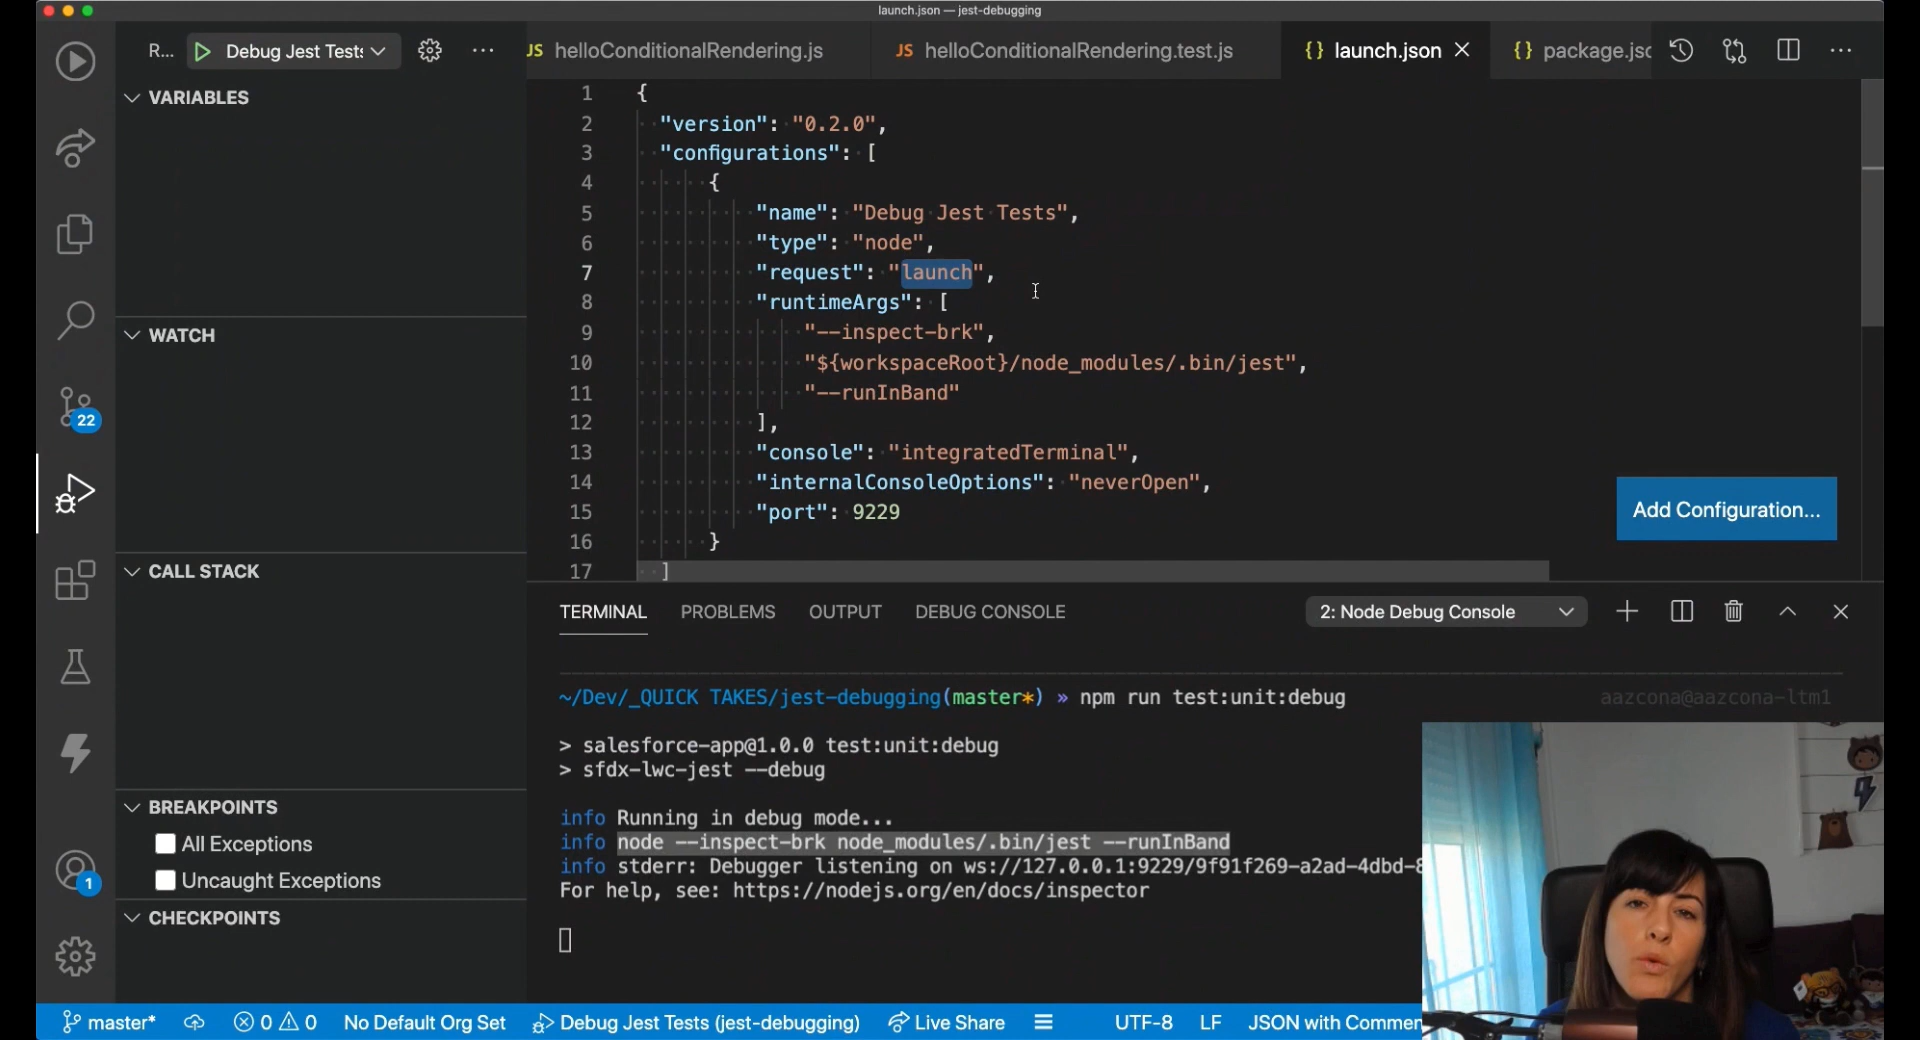 launch.json — jest-debugging
R... Debug Jest Tests
JS helloConditionalRendering.js
JS helloConditionalRendering.test.js
{} launch.json
{} package.jsc
VARIABLES
WATCH
CALL STACK
BREAKPOINTS
All Exceptions
Uncaught Exceptions
CHECKPOINTS
22
1
1 {
2 "version": "0.2.0",
3 "configurations": [
4 {
5 "name": "Debug Jest Tests",
6 "type": "node",
7 "request": "launch",
8 "runtimeArgs": [
9 "--inspect-brk",
10 "${workspaceRoot}/node_modules/.bin/jest",
11 "--runInBand"
12 ],
13 "console": "integratedTerminal",
14 "internalConsoleOptions": "neverOpen",
15 "port": 9229
16 }
17 ]
Add Configuration...
TERMINAL PROBLEMS OUTPUT DEBUG CONSOLE 2: Node Debug Console
~/Dev/_QUICK TAKES/jest-debugging(master*) » npm run test:unit:debug aazcona@aazcona-ltm1
> salesforce-app@1.0.0 test:unit:debug
> sfdx-lwc-jest --debug
info Running in debug mode...
info node --inspect-brk node_modules/.bin/jest --runInBand
info stderr: Debugger listening on ws://127.0.0.1:9229/9f91f269-a2ad-4dbd-8
For help, see: https://nodejs.org/en/docs/inspector
master* 0 0 No Default Org Set Debug Jest Tests (jest-debugging) Live Share UTF-8 LF JSON with Commen